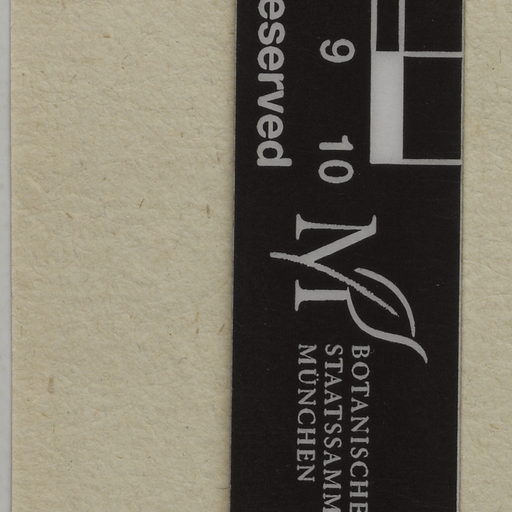 eserved
9 10
M
BOTANISCHE
STAATSSAMM
MÜNCHEN